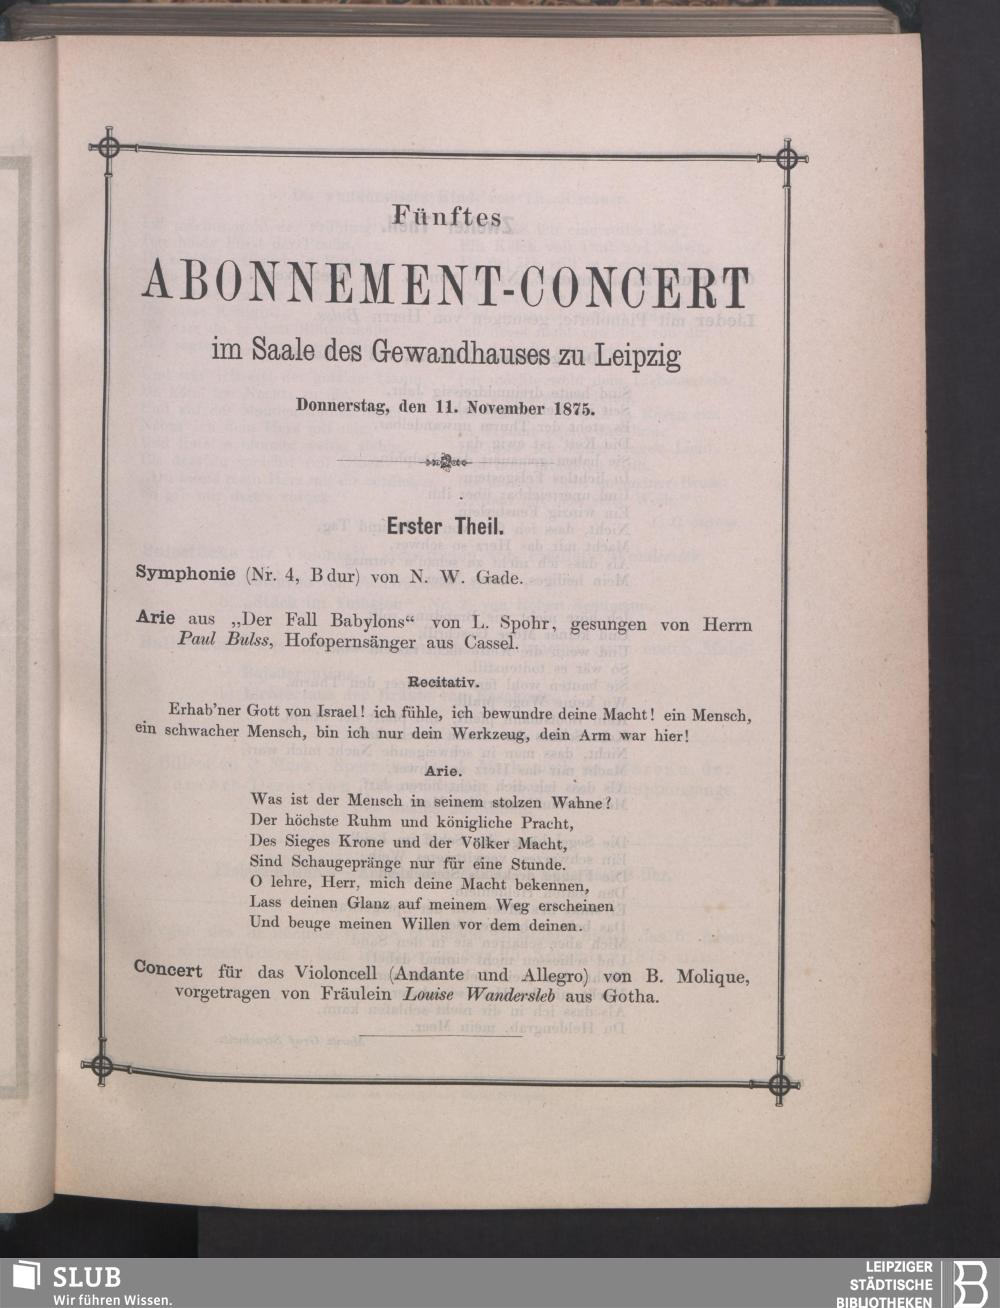 Fünftes
ABONNEMENT-CONCERT
im Saale des Gewandhauses zu Leipzig
Donnerstag, den 11. November 1875.
Erster Theil.
Symphonie (Nr. 4, B dur) von N. W. Gade.
Arie aus „Der Fall Babylons“ von L. Spohr, gesungen von Herrn
Paul Bulss, Hofopernsänger aus Cassel.
Recitativ.
Erhab'ner Gott von Israel! ich fühle, ich bewundre deine Macht! ein Mensch,
ein schwacher Mensch, bin ich nur dein Werkzeug, dein Arm war hier!
Arie.
Was ist der Mensch in seinem stolzen Wahne?
Der höchste Ruhm und königliche Pracht,
Des Sieges Krone und der Völker Macht,
Sind Schaugepränge nur für eine Stunde.
O lehre, Herr, mich deine Macht bekennen,
Lass deinen Glanz auf meinem Weg erscheinen
Und beuge meinen Willen vor dem deinen.
Concert für das Violoncell (Andante und Allegro) von B. Molique,
vorgetragen von Fräulein Louise Wandersleb aus Gotha.
SLUB
Wir führen Wissen.
LEIPZIGER
STÄDTISCHE
BIBLIOTHEKEN